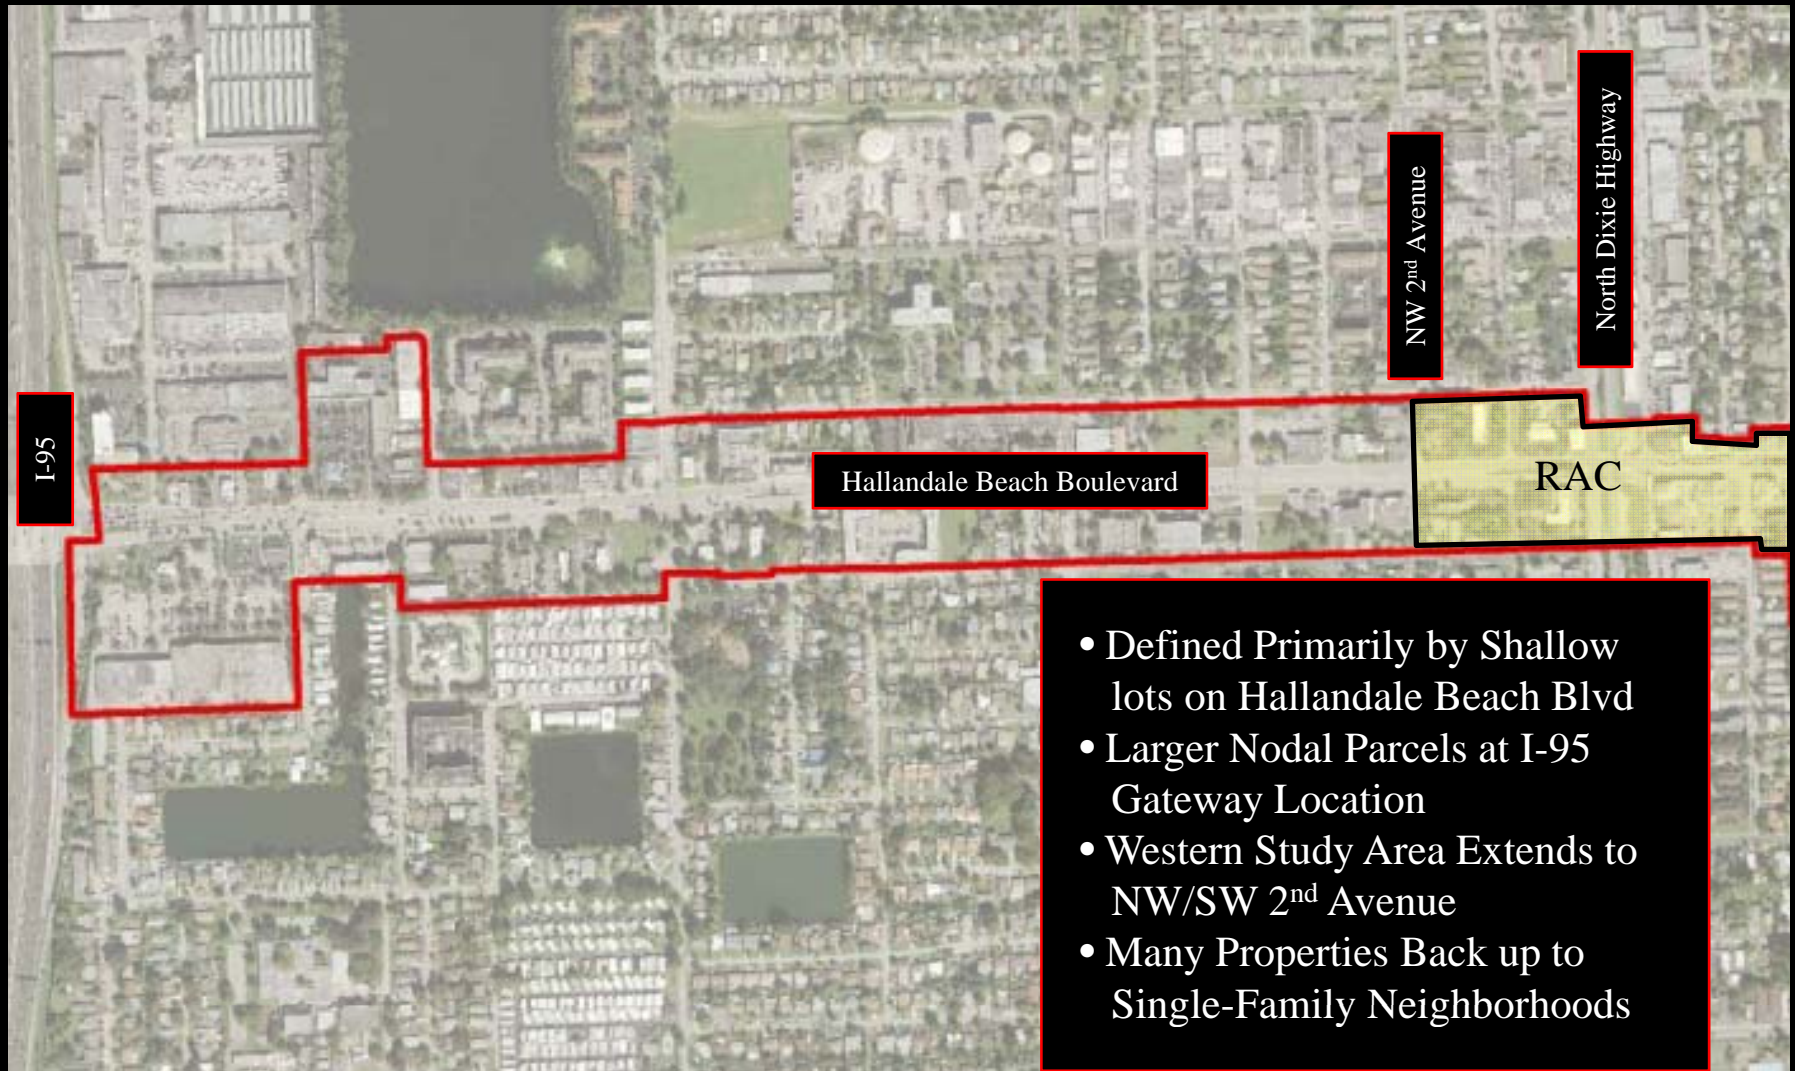 I-95
Hallandale Beach Boulevard
NW 2nd Avenue
North Dixie Highway
RAC
• Defined Primarily by Shallow
lots on Hallandale Beach Blvd
• Larger Nodal Parcels at I-95
Gateway Location
• Western Study Area Extends to
NW/SW 2nd Avenue
• Many Properties Back up to
Single-Family Neighborhoods